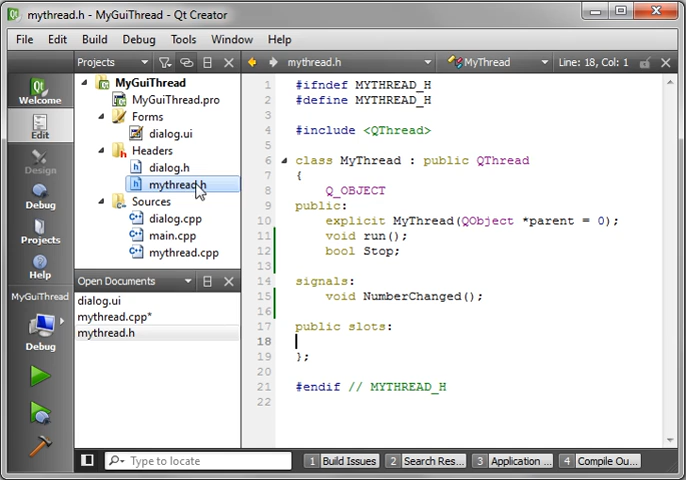 mythread.h - MyGuiThread - Qt Creator
File Edit Build Debug Tools Window Help
Projects
mythread.h
MyThread
Line: 18, Col: 1
Welcome
Edit
Design
Debug
Projects
Help
MyGuiThread
Debug
MyGuiThread
MyGuiThread.pro
Forms
dialog.ui
Headers
dialog.h
mythread.h
Sources
dialog.cpp
main.cpp
mythread.cpp
Open Documents
dialog.ui
mythread.cpp*
mythread.h
1 #ifndef MYTHREAD_H
2 #define MYTHREAD_H
3
4 #include <QThread>
5
6 class MyThread : public QThread
7 {
8 Q_OBJECT
9 public:
10 explicit MyThread(QObject *parent = 0);
11 void run();
12 bool Stop;
13
14 signals:
15 void NumberChanged();
16
17 public slots:
18
19 };
20
21 #endif // MYTHREAD_H
22
Type to locate
1 Build Issues
2 Search Res...
3 Application ...
4 Compile Ou...